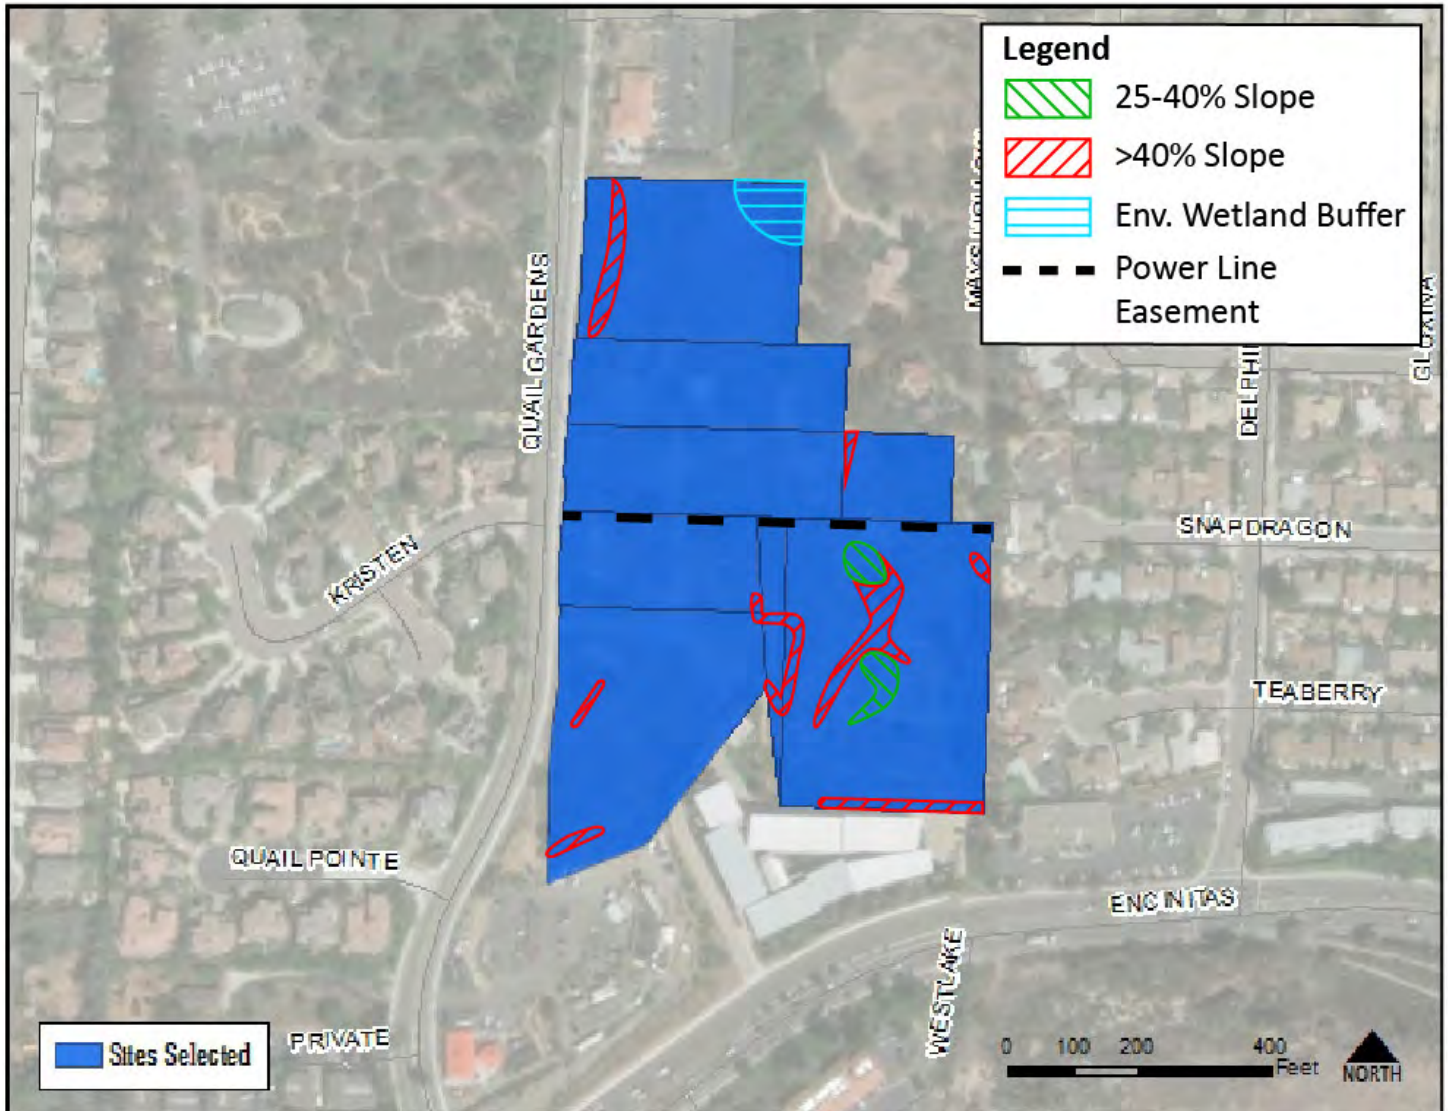 Legend
25-40% Slope
>40% Slope
Env. Wetland Buffer
Power Line
Easement
QUAIL GARDENS
GLOXINIA
KRISTEN
SNAPDRAGON
TEABERRY
QUAIL POINTE
ENCINITAS
WESTLAKE
PRIVATE
Sites Selected
0 100 200 400
Feet
NORTH